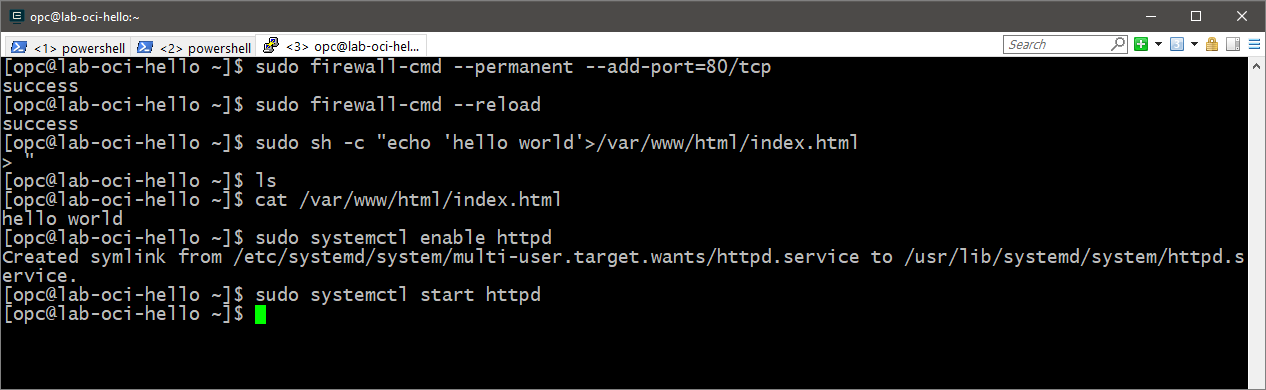 opc@lab-oci-hello:~
<1> powershell
<2> powershell
<3> opc@lab-oci-hel...
Search
[opc@lab-oci-hello ~]$ sudo firewall-cmd --permanent --add-port=80/tcp
success
[opc@lab-oci-hello ~]$ sudo firewall-cmd --reload
success
[opc@lab-oci-hello ~]$ sudo sh -c "echo 'hello world'>/var/www/html/index.html
> "
[opc@lab-oci-hello ~]$ ls
[opc@lab-oci-hello ~]$ cat /var/www/html/index.html
hello world
[opc@lab-oci-hello ~]$ sudo systemctl enable httpd
Created symlink from /etc/systemd/system/multi-user.target.wants/httpd.service to /usr/lib/systemd/system/httpd.s
ervice.
[opc@lab-oci-hello ~]$ sudo systemctl start httpd
[opc@lab-oci-hello ~]$